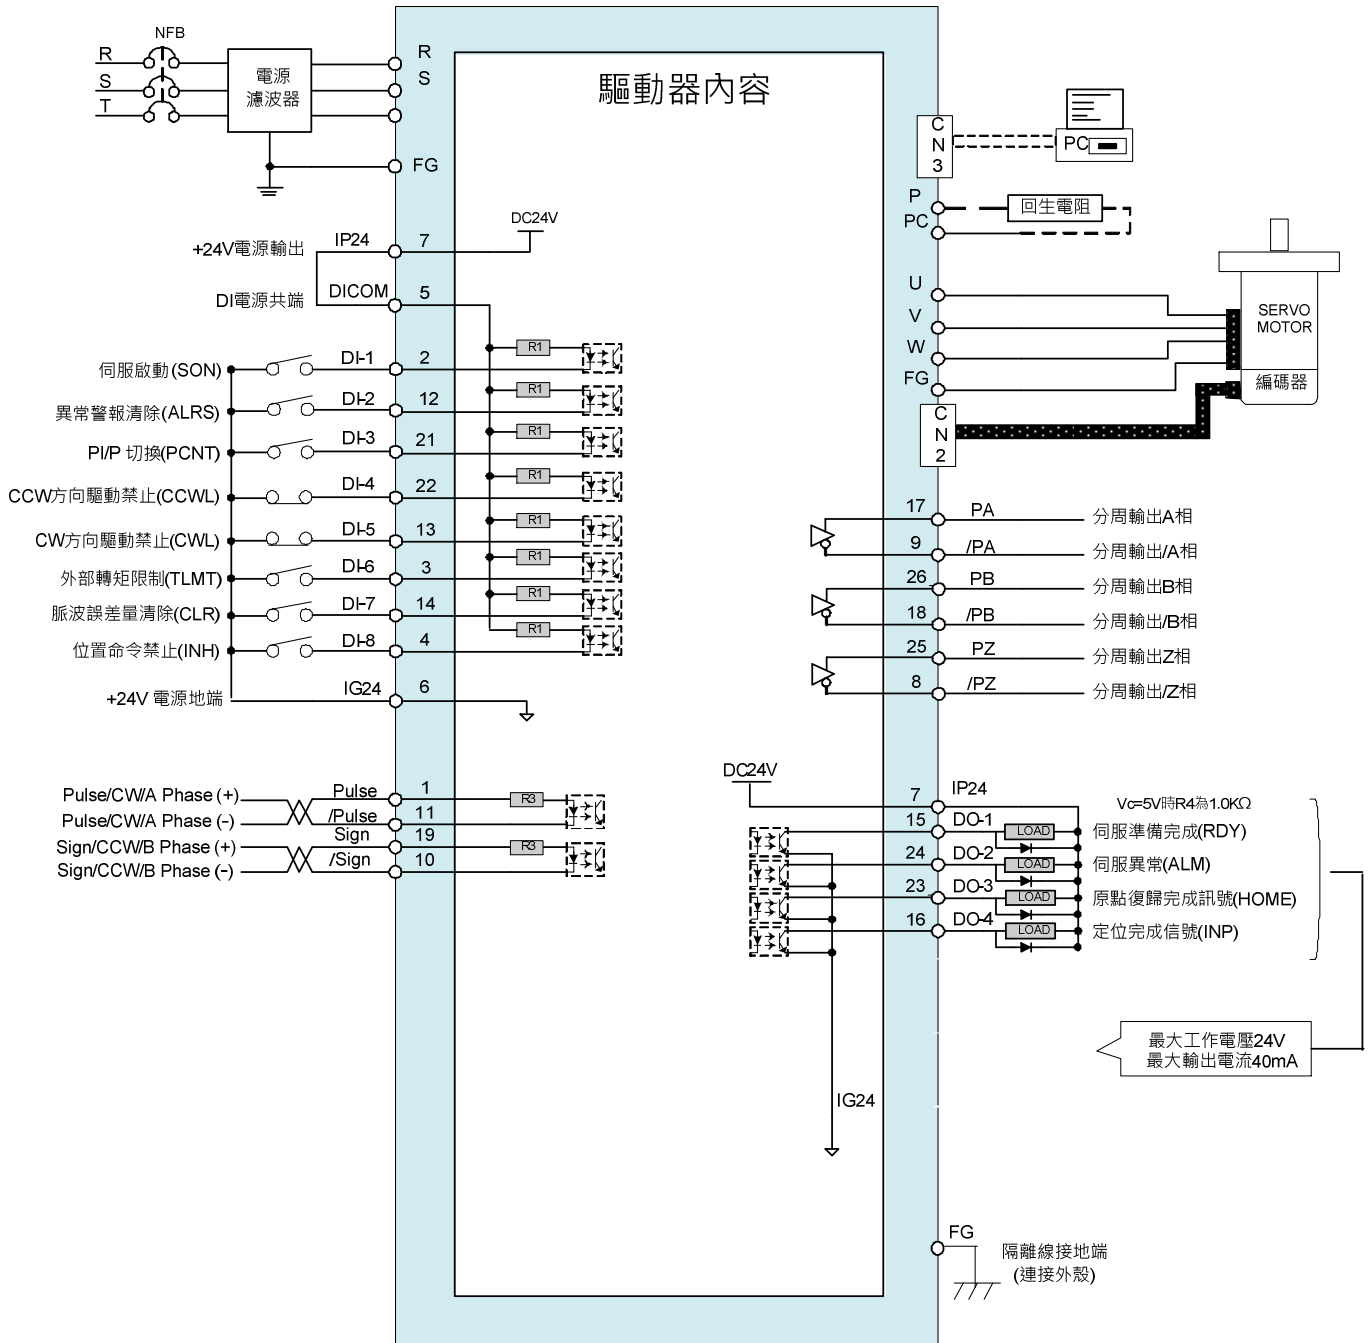 驅動器內容
NFB
R
S
T
電源
濾波器
R
S
FG
DC24V
+24V電源輸出
IP24
7
DI電源共端
DICOM
5
伺服啟動(SON)
DI-1
2
R1
異常警報清除(ALRS)
DI-2
12
R1
PI/P 切換(PCNT)
DI-3
21
R1
CCW方向驅動禁止(CCWL)
DI-4
22
R1
CW方向驅動禁止(CWL)
DI-5
13
R1
外部轉矩限制(TLMT)
DI-6
3
R1
脈波誤差量清除(CLR)
DI-7
14
R1
位置命令禁止(INH)
DI-8
4
R1
+24V 電源地端
IG24
6
Pulse/CW/A Phase (+)
Pulse
1
R3
Pulse/CW/A Phase (-)
/Pulse
11
Sign/CCW/B Phase (+)
Sign
19
R3
Sign/CCW/B Phase (-)
/Sign
10
CN3
PC
P
PC
回生電阻
U
V
W
FG
SERVO
MOTOR
編碼器
CN2
17
PA
分周輸出A相
9
/PA
分周輸出/A相
26
PB
分周輸出B相
18
/PB
分周輸出/B相
25
PZ
分周輸出Z相
8
/PZ
分周輸出/Z相
DC24V
7
IP24
Vc=5V時R4為1.0KΩ
15
DO-1
LOAD
伺服準備完成(RDY)
24
DO-2
LOAD
伺服異常(ALM)
23
DO-3
LOAD
原點復歸完成訊號(HOME)
16
DO-4
LOAD
定位完成信號(INP)
最大工作電壓24V
最大輸出電流40mA
IG24
FG
隔離線接地端
(連接外殼)